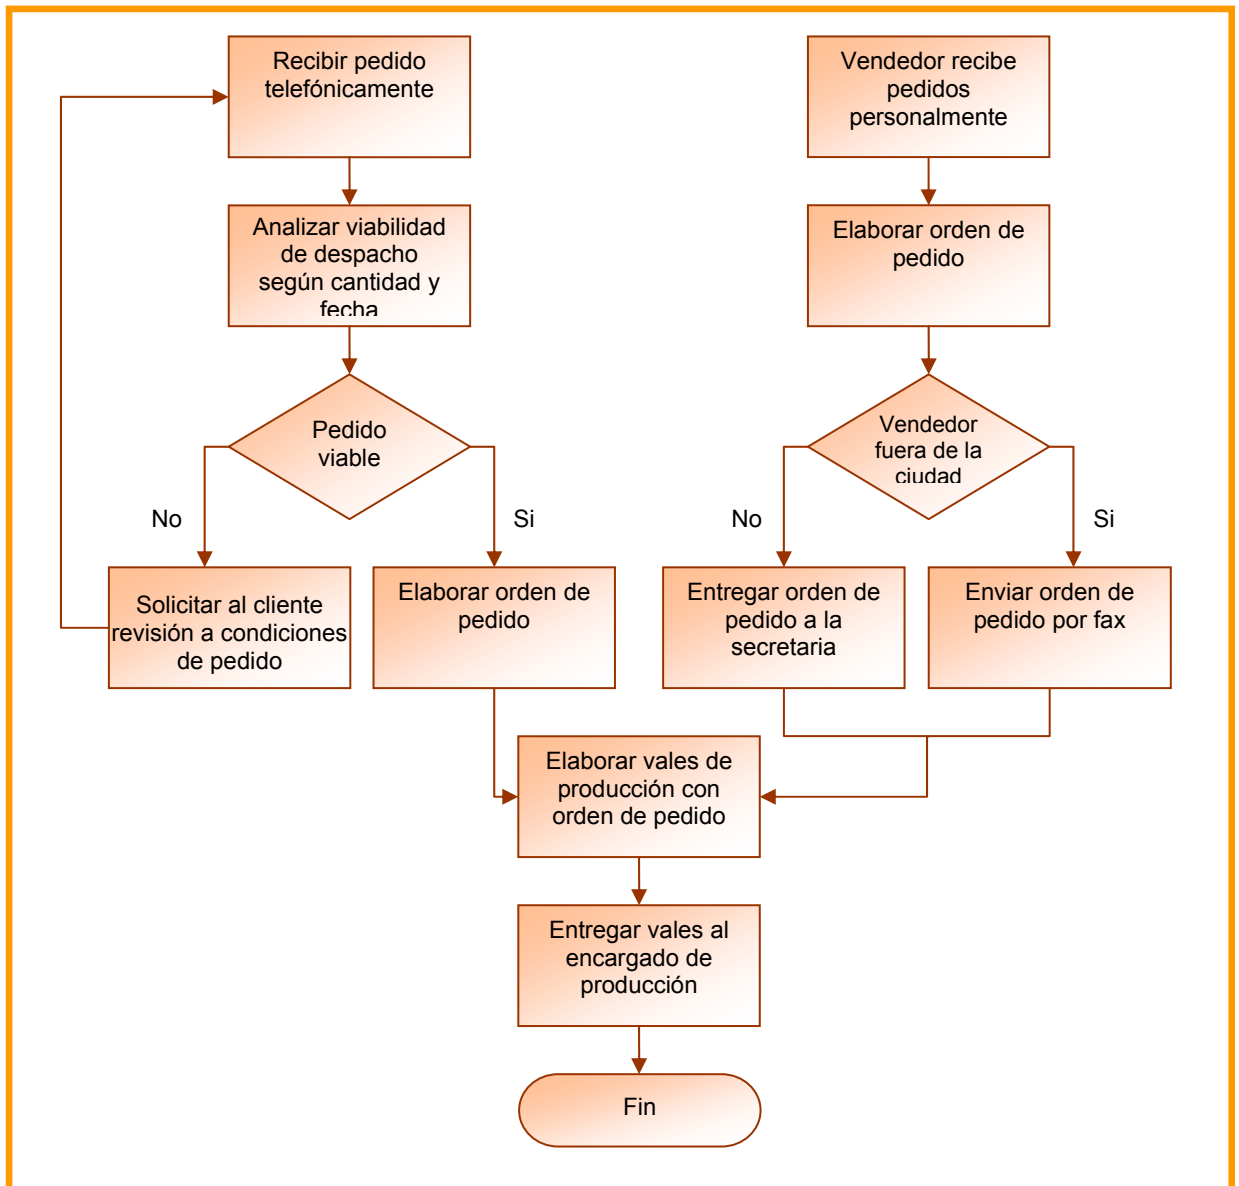 Recibir pedido
telefónicamente
Vendedor recibe
pedidos
personalmente
Analizar viabilidad
de despacho
según cantidad y
fecha
Elaborar orden de
pedido
Pedido
viable
Vendedor
fuera de la
ciudad
No
Si
No
Si
Solicitar al cliente
revisión a condiciones
de pedido
Elaborar orden de
pedido
Entregar orden de
pedido a la
secretaria
Enviar orden de
pedido por fax
Elaborar vales de
producción con
orden de pedido
Entregar vales al
encargado de
producción
Fin